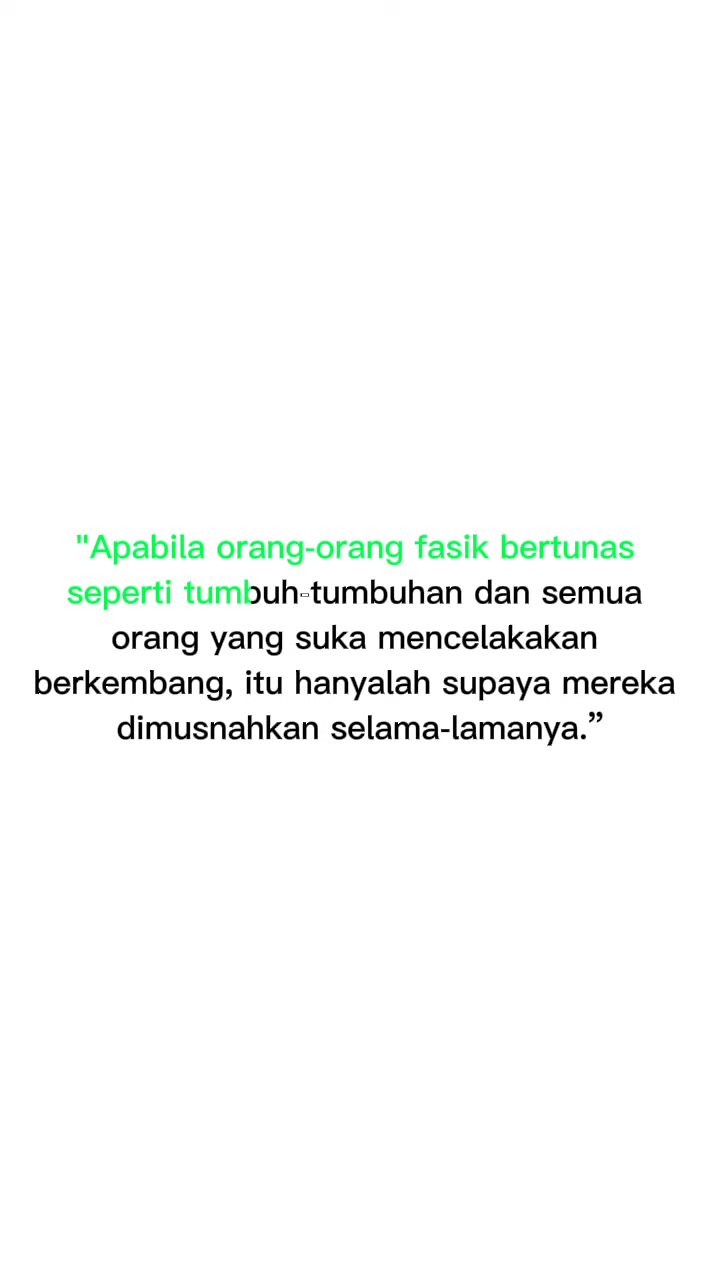 "Apabila orang-orang fasik bertunas
seperti tumbuh-tumbuhan dan semua
orang yang suka mencelakakan
berkembang, itu hanyalah supaya mereka
dimusnahkan selama-lamanya.”